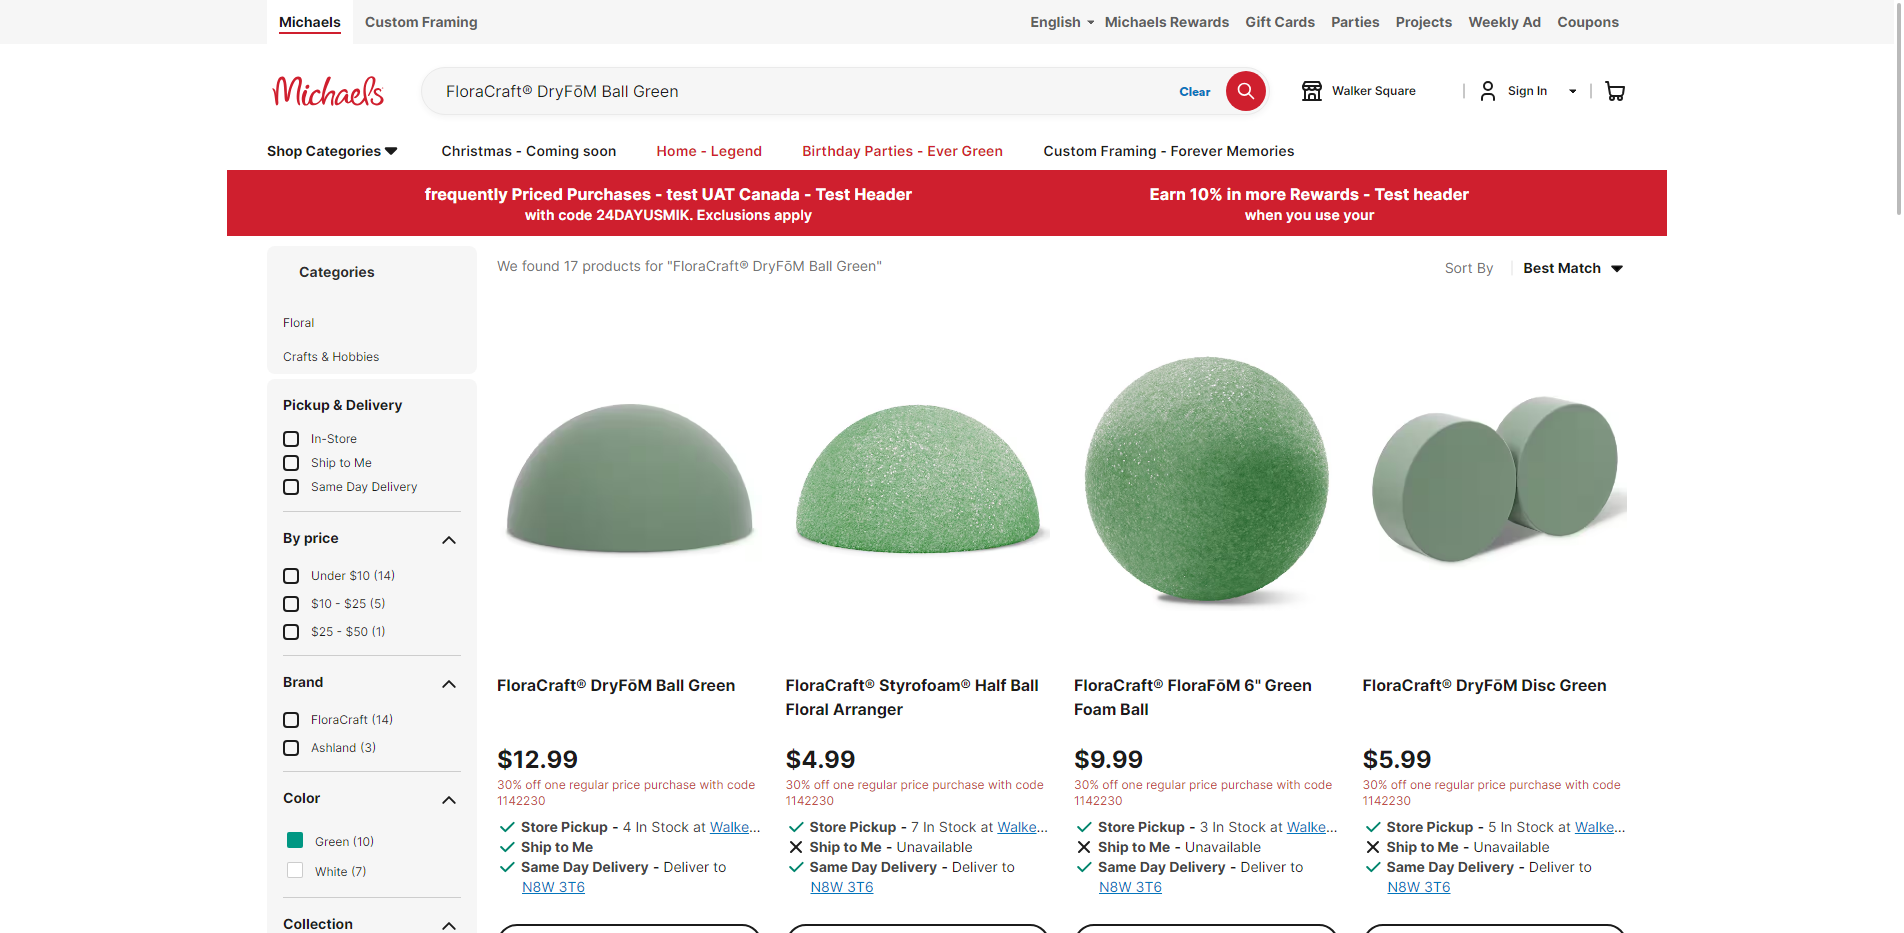 Michaels
Custom Framing
English
Michaels Rewards
Gift Cards
Parties
Projects
Weekly Ad
Coupons
Michaels
FloraCraft® DryFōM Ball Green
Clear
Walker Square
Sign In
Shop Categories
Christmas - Coming soon
Home - Legend
Birthday Parties - Ever Green
Custom Framing - Forever Memories
frequently Priced Purchases - test UAT Canada - Test Header
with code 24DAYUSMIK. Exclusions apply
Earn 10% in more Rewards - Test header
when you use your
Categories
Floral
Crafts & Hobbies
Pickup & Delivery
In-Store
Ship to Me
Same Day Delivery
By price
Under $10 (14)
$10 - $25 (5)
$25 - $50 (1)
Brand
FloraCraft (14)
Ashland (3)
Color
Green (10)
White (7)
Collection
We found 17 products for "FloraCraft® DryFōM Ball Green"
Sort By
Best Match
FloraCraft® DryFōM Ball Green
$12.99
30% off one regular price purchase with code
1142230
Store Pickup - 4 In Stock at Walke...
Ship to Me
Same Day Delivery - Deliver to
N8W 3T6
FloraCraft® Styrofoam® Half Ball
Floral Arranger
$4.99
30% off one regular price purchase with code
1142230
Store Pickup - 7 In Stock at Walke...
Ship to Me - Unavailable
Same Day Delivery - Deliver to
N8W 3T6
FloraCraft® FloraFōM 6" Green
Foam Ball
$9.99
30% off one regular price purchase with code
1142230
Store Pickup - 3 In Stock at Walke...
Ship to Me - Unavailable
Same Day Delivery - Deliver to
N8W 3T6
FloraCraft® DryFōM Disc Green
$5.99
30% off one regular price purchase with code
1142230
Store Pickup - 5 In Stock at Walke...
Ship to Me - Unavailable
Same Day Delivery - Deliver to
N8W 3T6